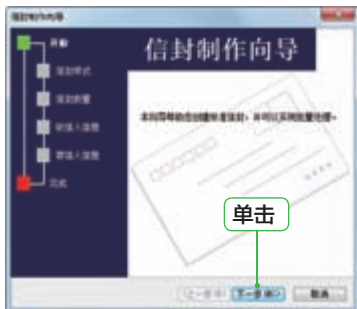 信封制作向导
信封制作向导
开始
信封样式
信封数量
收信人信息
寄信人信息
完成
本向导帮助您创建标准信封，并可以实现批量处理。
单击
下一步(N)>
取消